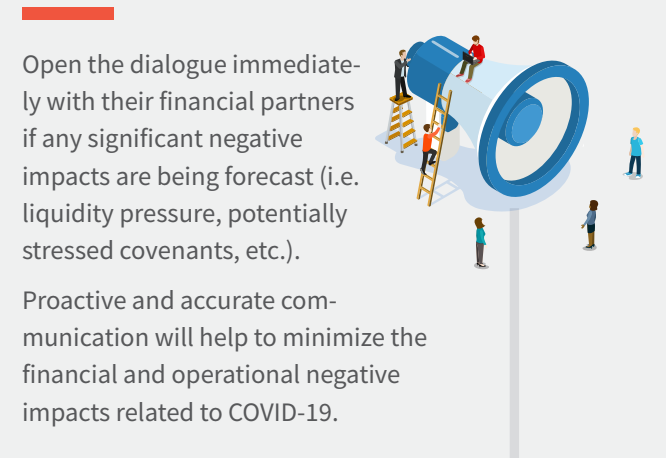 Open the dialogue immediate-
ly with their financial partners
if any significant negative
impacts are being forecast (i.e.
liquidity pressure, potentially
stressed covenants, etc.).
Proactive and accurate com-
munication will help to minimize the
financial and operational negative
impacts related to COVID-19.